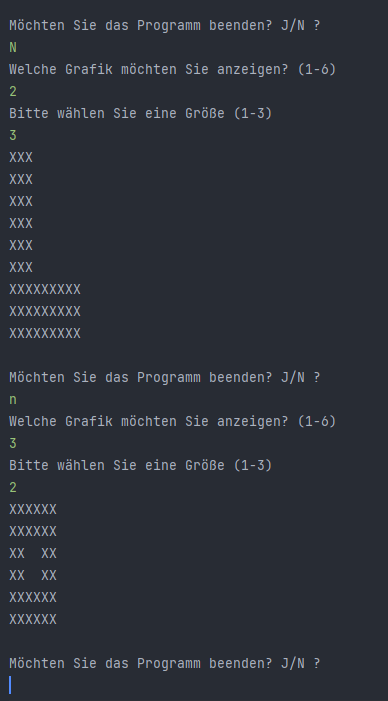 Möchten Sie das Programm beenden? J/N ?
N
Welche Grafik möchten Sie anzeigen? (1-6)
2
Bitte wählen Sie eine Größe (1-3)
3
XXX
XXX
XXX
XXX
XXX
XXX
XXXXXXXXX
XXXXXXXXX
XXXXXXXXX

Möchten Sie das Programm beenden? J/N ?
n
Welche Grafik möchten Sie anzeigen? (1-6)
3
Bitte wählen Sie eine Größe (1-3)
2
XXXXXX
XXXXXX
XX  XX
XX  XX
XXXXXX
XXXXXX

Möchten Sie das Programm beenden? J/N ?